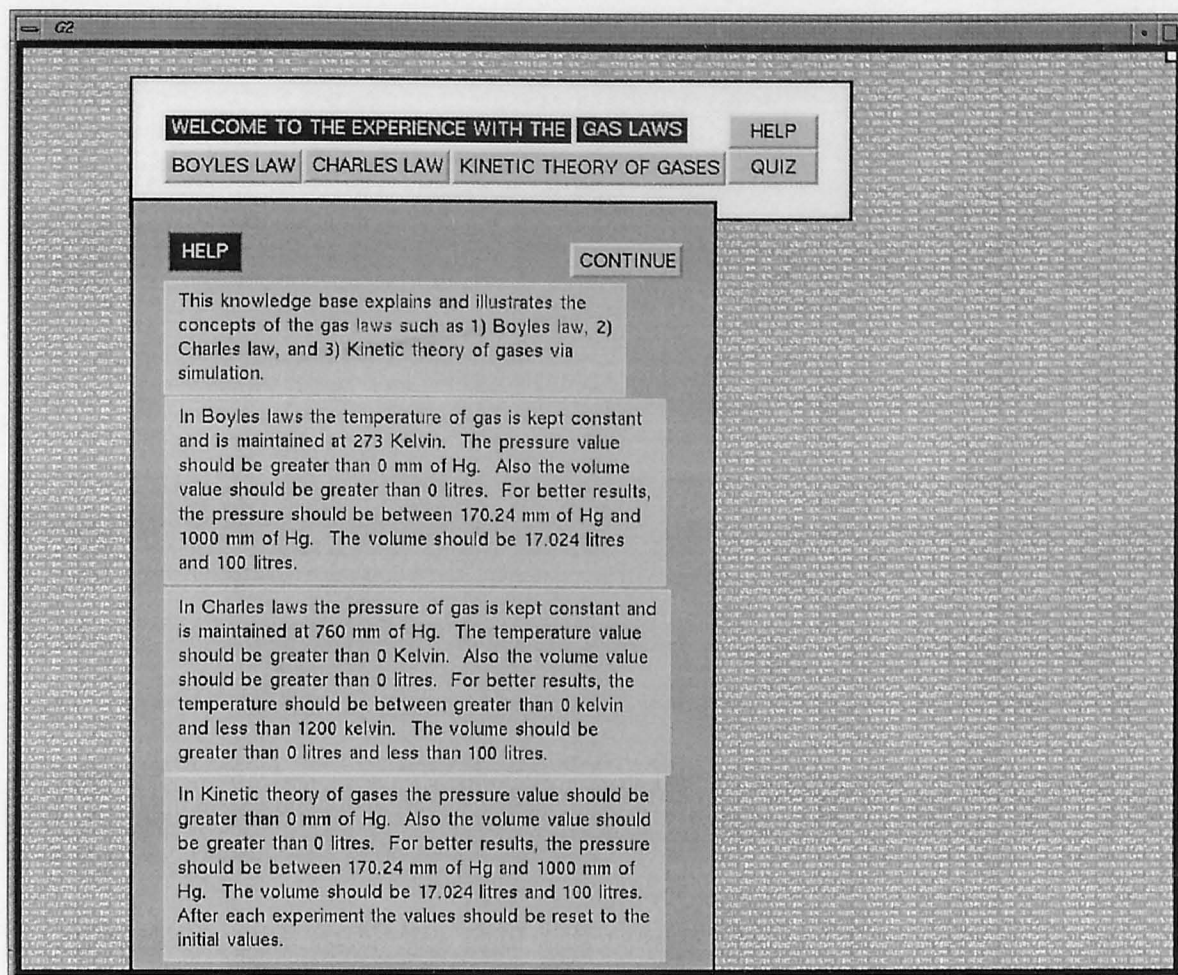 G2
WELCOME TO THE EXPERIENCE WITH THE GAS LAWS HELP
BOYLES LAW CHARLES LAW KINETIC THEORY OF GASES QUIZ
HELP
CONTINUE
This knowledge base explains and illustrates the
concepts of the gas laws such as 1) Boyles law, 2)
Charles law, and 3) Kinetic theory of gases via
simulation.
In Boyles laws the temperature of gas is kept constant
and is maintained at 273 Kelvin. The pressure value
should be greater than 0 mm of Hg. Also the volume
value should be greater than 0 litres. For better results,
the pressure should be between 170.24 mm of Hg and
1000 mm of Hg. The volume should be 17.024 litres
and 100 litres.
In Charles laws the pressure of gas is kept constant and
is maintained at 760 mm of Hg. The temperature value
should be greater than 0 Kelvin. Also the volume value
should be greater than 0 litres. For better results, the
temperature should be between greater than 0 kelvin
and less than 1200 kelvin. The volume should be
greater than 0 litres and less than 100 litres.
In Kinetic theory of gases the pressure value should be
greater than 0 mm of Hg. Also the volume value should
be greater than 0 litres. For better results, the pressure
should be between 170.24 mm of Hg and 1000 mm of
Hg. The volume should be 17.024 litres and 100 litres.
After each experiment the values should be reset to the
initial values.